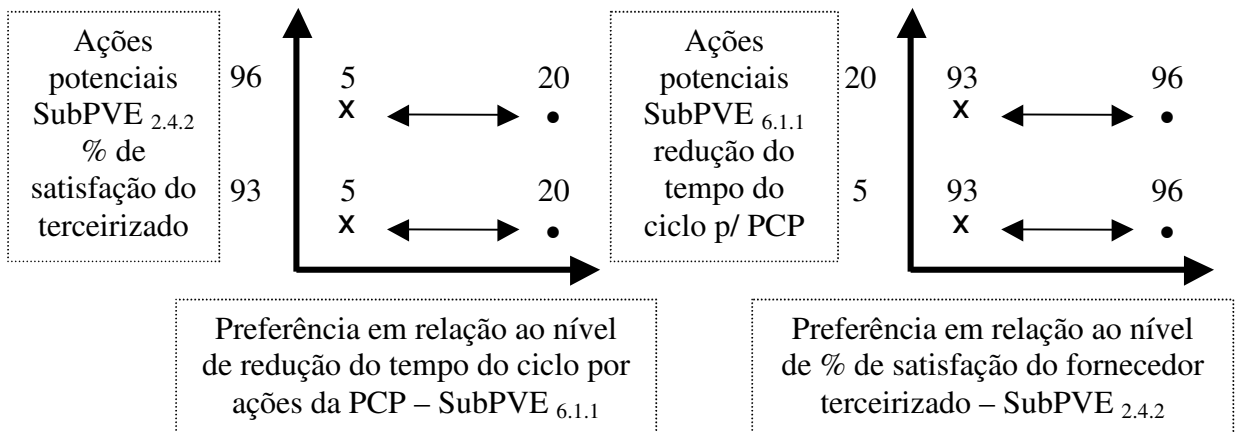 Ações
potenciais
SubPVE 2.4.2
% de
satisfação do
terceirizado
96
5
20
x
93
5
20
x
Preferência em relação ao nível
de redução do tempo do ciclo por
ações da PCP – SubPVE 6.1.1
Ações
potenciais
SubPVE 6.1.1
redução do
tempo do
ciclo p/ PCP
20
93
96
x
5
93
96
x
Preferência em relação ao nível
de % de satisfação do fornecedor
terceirizado – SubPVE 2.4.2